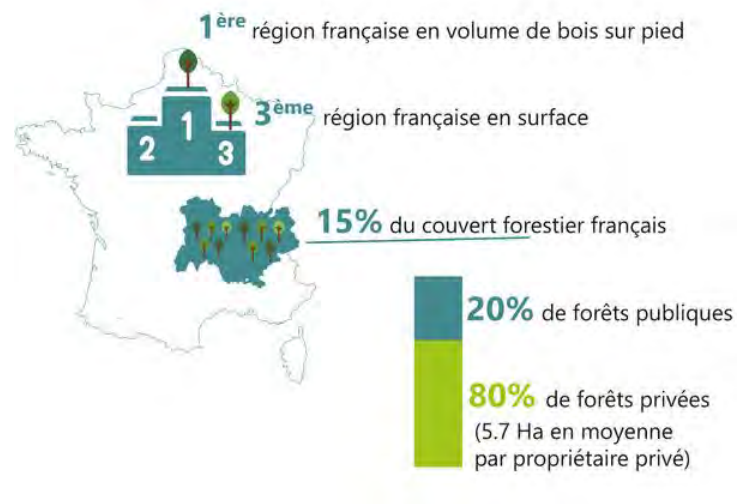 1ère région française en volume de bois sur pied
1
2
3
3ème région française en surface
15% du couvert forestier français
20% de forêts publiques
80% de forêts privées
(5.7 Ha en moyenne
par propriétaire privé)